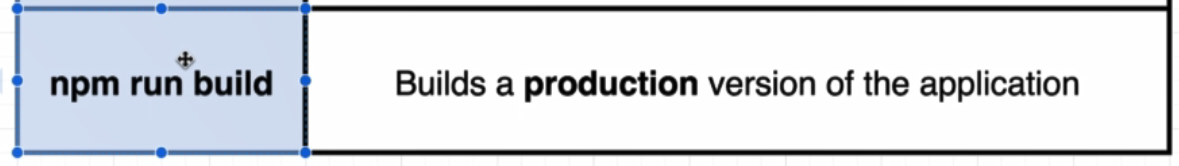 npm run build
Builds a production version of the application